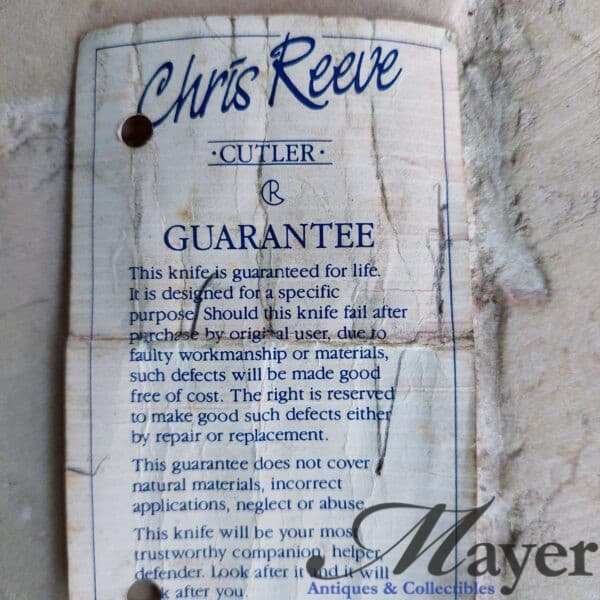 Chris Reeve
·CUTLER·
CR
GUARANTEE
This knife is guaranteed for life.
It is designed for a specific
purpose. Should this knife fail after
purchase by original user, due to
faulty workmanship or materials,
such defects will be made good
free of cost. The right is reserved
to make good such defects either
by repair or replacement.
This guarantee does not cover
natural materials, incorrect
applications, neglect or abuse.
This knife will be your most
trustworthy companion, helper,
defender. Look after it and it will
after you.
Mayer
Antiques & Collectibles